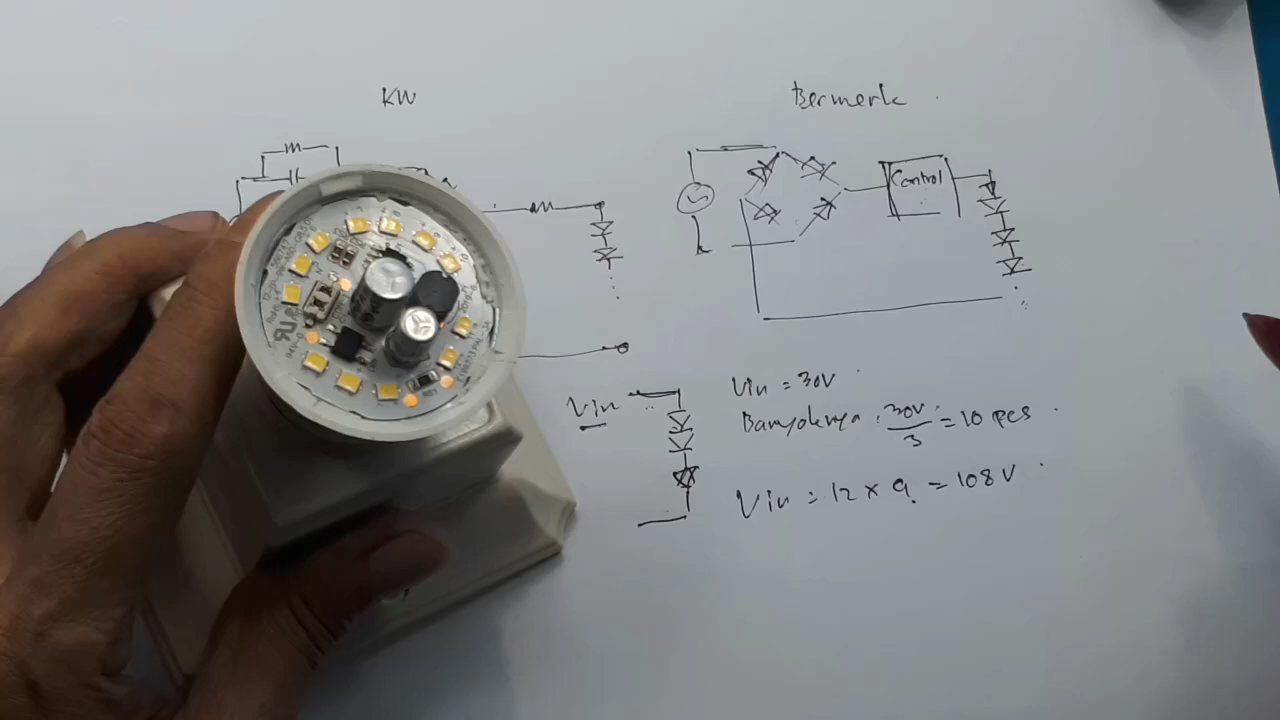 KW
Bermerk
Control
Vin
Vin = 30V
Banyaknya : 30V / 3 = 10 pcs
Vin = 12 x 9 = 108 V